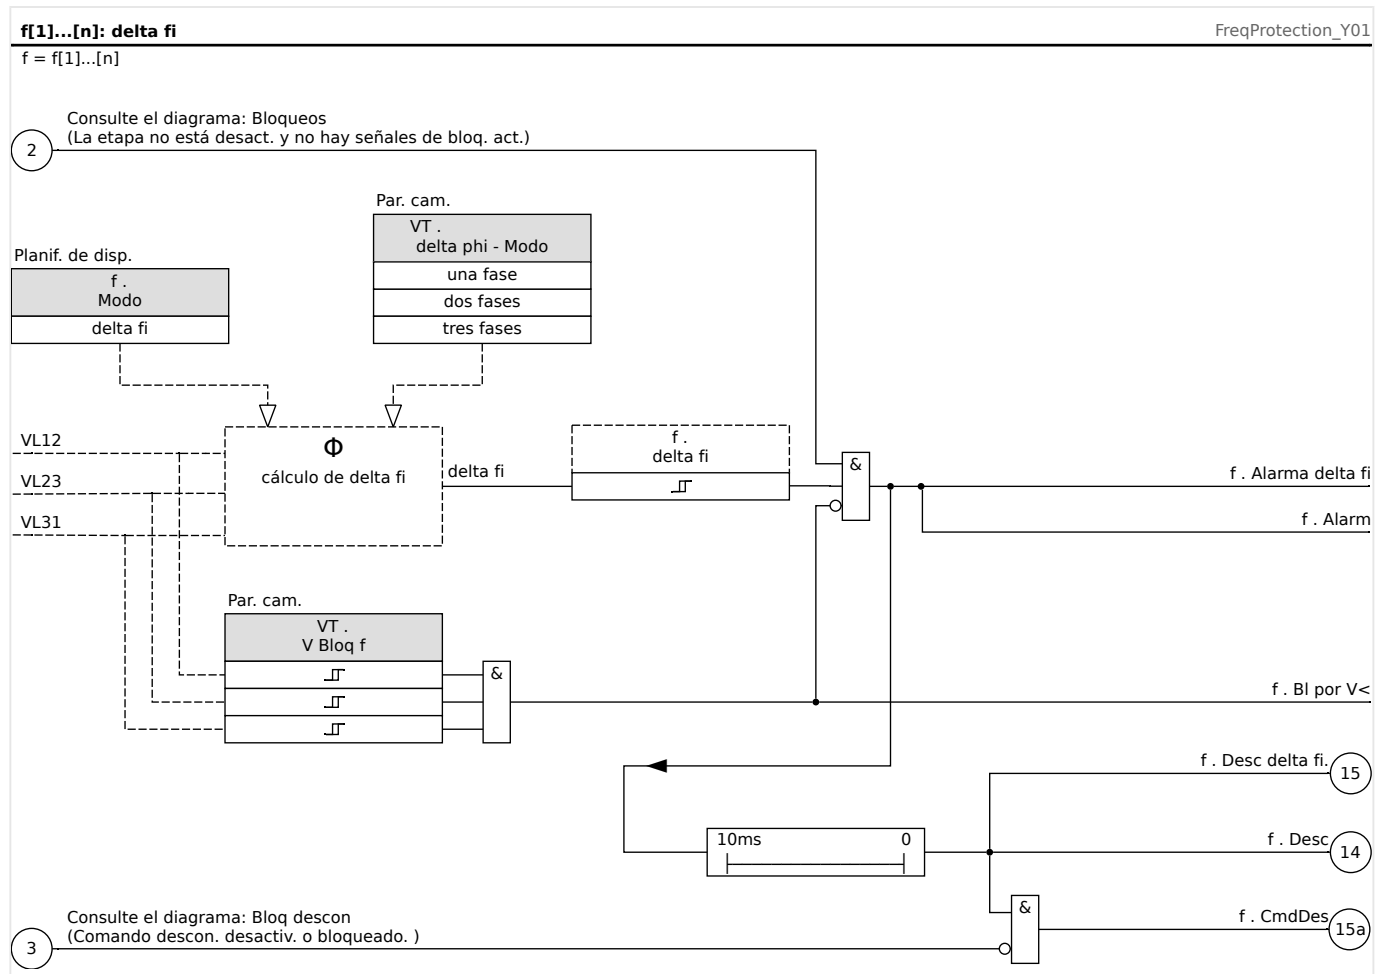 f[1]...[n]: delta fi
FreqProtection_Y01
f = f[1]...[n]
Consulte el diagrama: Bloqueos
(La etapa no está desact. y no hay señales de bloq. act.)
2
Par. cam.
VT .
delta phi - Modo
una fase
dos fases
tres fases
Planif. de disp.
f .
Modo
delta fi
VL12
VL23
VL31
Φ
cálculo de delta fi
delta fi
f .
delta fi
&
f . Alarma delta fi
f . Alarm
Par. cam.
VT .
V Bloq f
&
f . Bl por V<
f . Desc delta fi.
15
10ms
0
f . Desc
14
Consulte el diagrama: Bloq descon
(Comando descon. desactiv. o bloqueado. )
3
&
f . CmdDes
15a